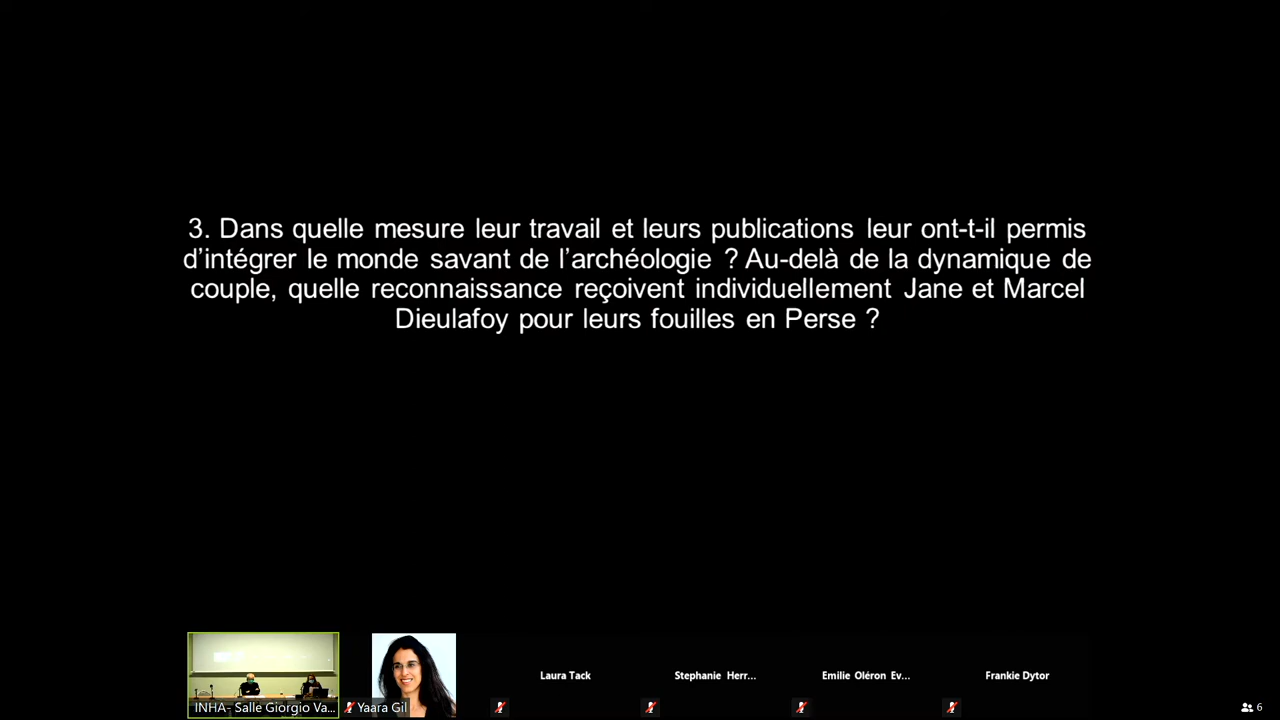 3. Dans quelle mesure leur travail et leurs publications leur ont-t-il permis
d’intégrer le monde savant de l’archéologie ? Au-delà de la dynamique de
couple, quelle reconnaissance reçoivent individuellement Jane et Marcel
Dieulafoy pour leurs fouilles en Perse ?
INHA- Salle Giorgio Va...
Yaara Gil
Laura Tack
Stephanie Herr...
Emilie Oléron Ev...
Frankie Dytor
6